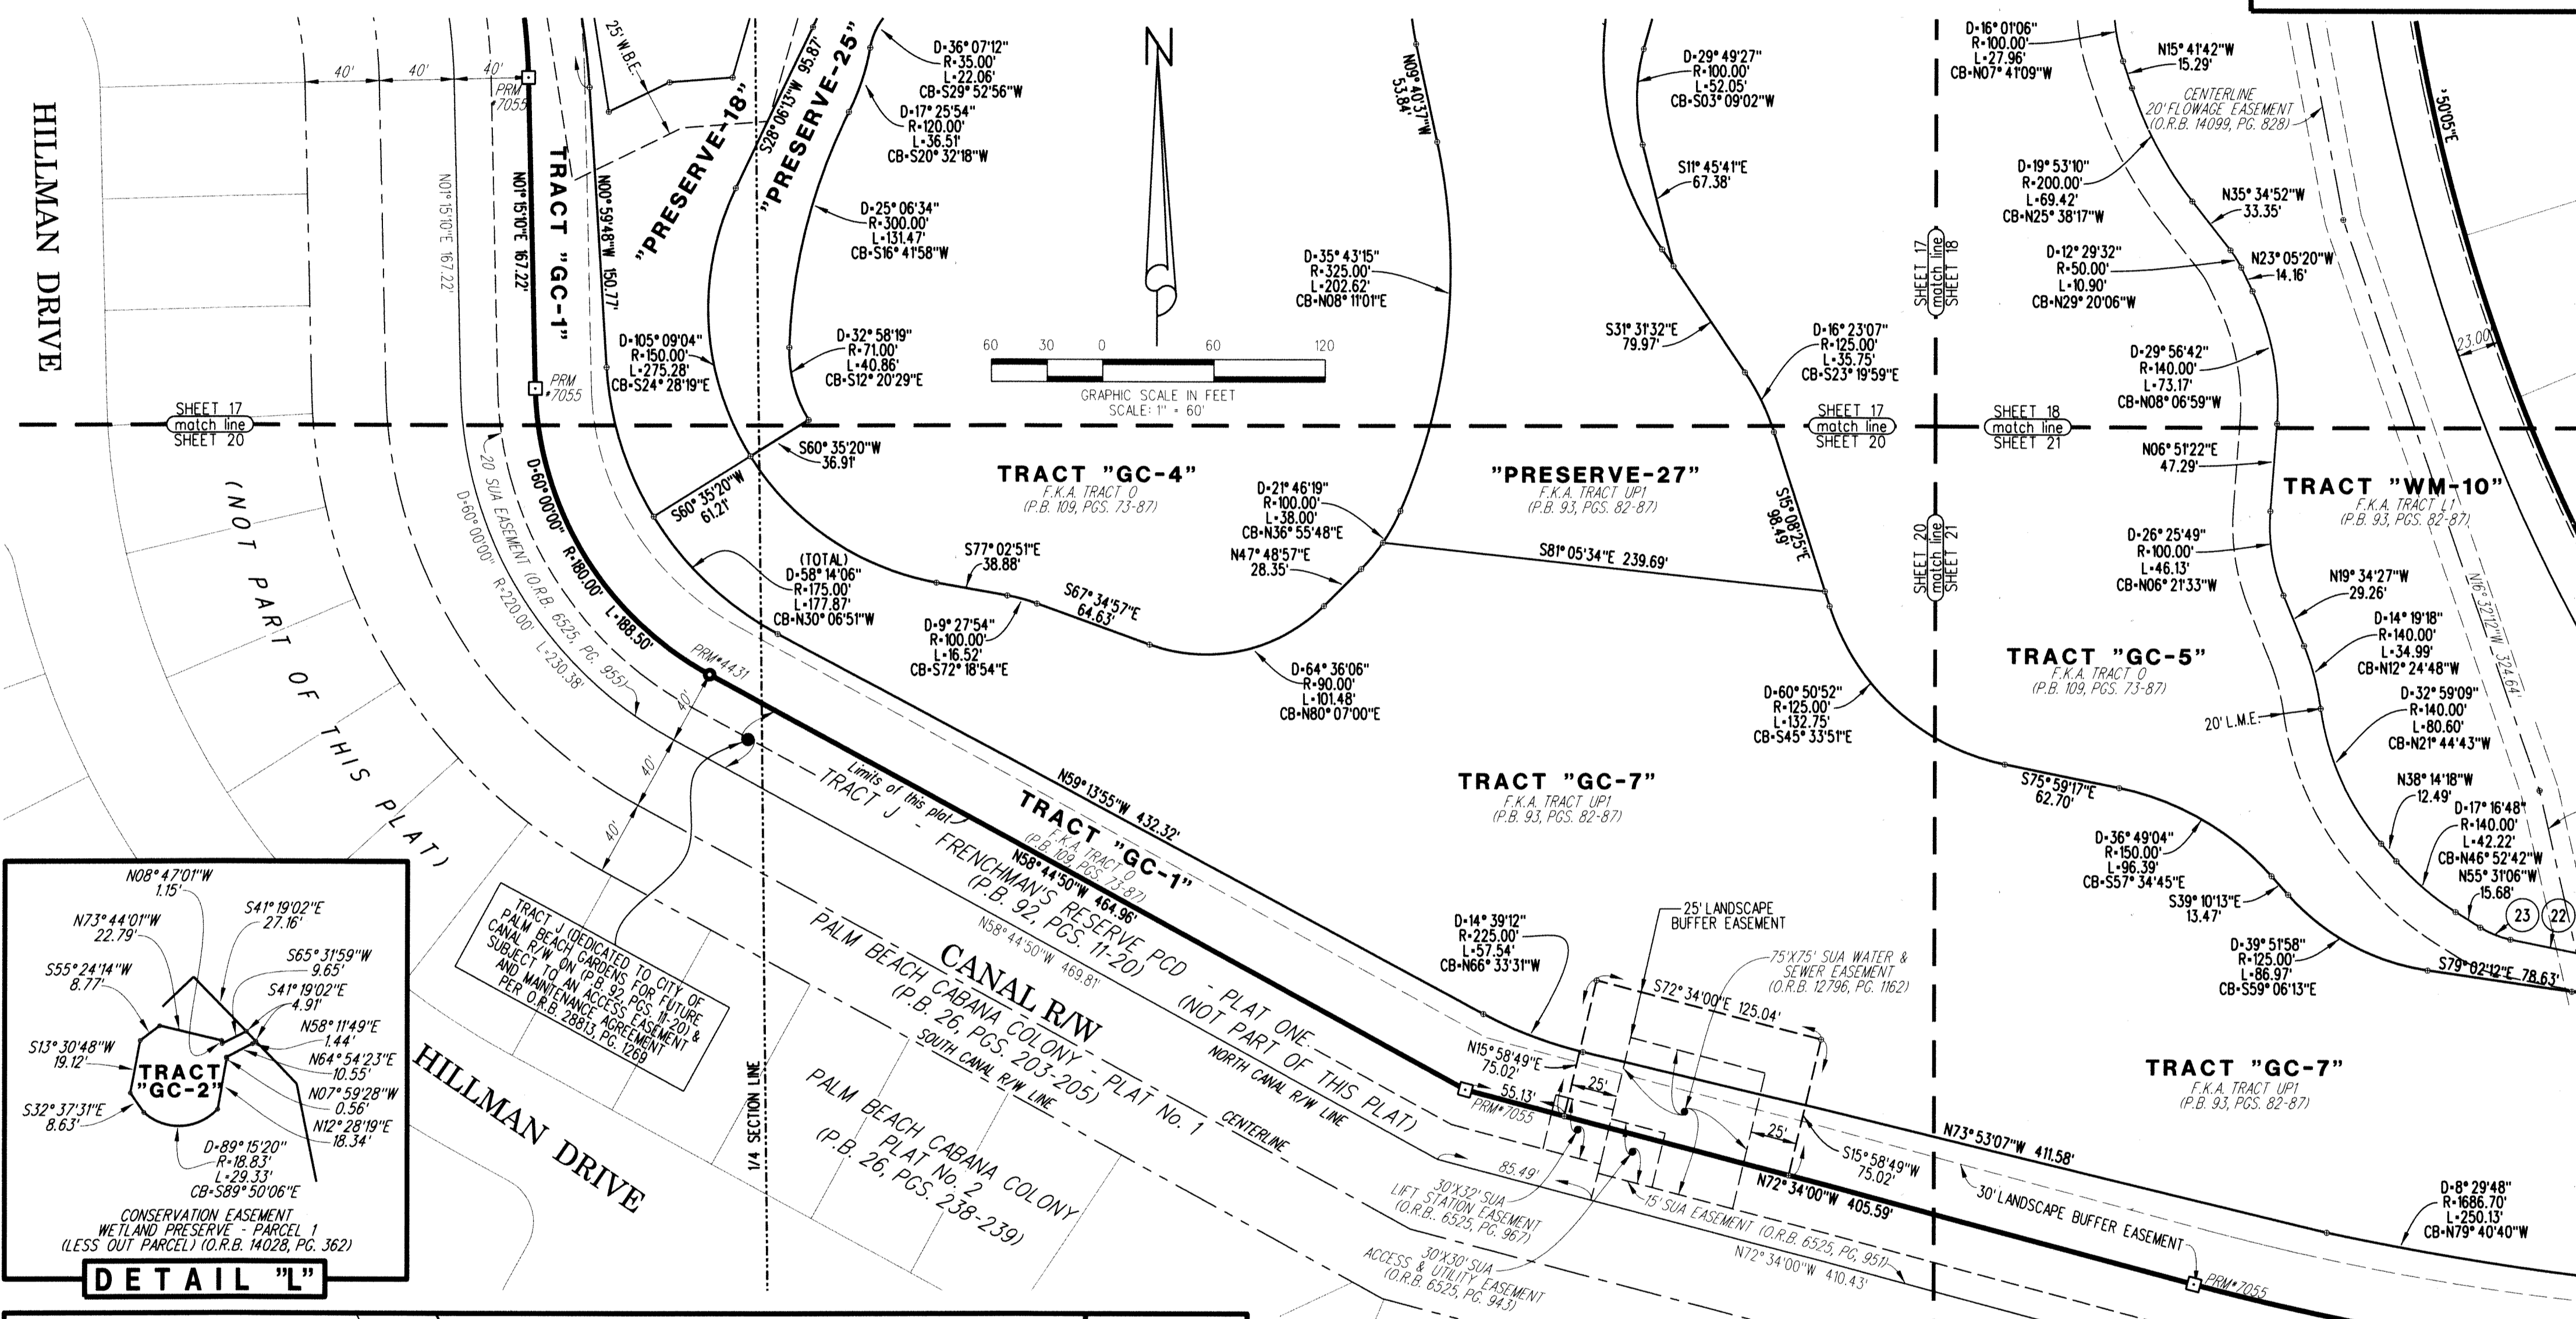 HILLMAN DRIVE
40'
40'
40'
PRM
#7055
N01°15'10"E 167.22'
N01°15'10"E 167.22'
TRACT "GC-1"
N00°59'48"W 150.77'
25' W.B.E.
"PRESERVE-18"
S28°06'13"W 95.87'
"PRESERVE-25"
D=36°07'12"
R=35.00'
L=22.06'
CB=S29°52'56"W
D=17°25'54"
R=120.00'
L=36.51'
CB=S20°32'18"W
D=25°06'34"
R=300.00'
L=131.47'
CB=S16°41'58"W
D=105°09'04"
R=150.00'
L=275.28'
CB=S24°28'19"E
D=32°58'19"
R=71.00'
L=40.86'
CB=S12°20'29"E
PRM
#7055
N
60 30 0 60 120
GRAPHIC SCALE IN FEET
SCALE: 1" = 60'
N09°40'37"W
53.84'
D=35°43'15"
R=325.00'
L=202.62'
CB=N08°11'01"E
D=29°49'27"
R=100.00'
L=52.05'
CB=S03°09'02"W
S11°45'41"E
67.38'
S31°31'32"E
79.97'
D=16°23'07"
R=125.00'
L=35.75'
CB=S23°19'59"E
SHEET 17
match line
SHEET 18
D=16°01'06"
R=100.00'
L=27.96'
CB=N07°41'09"W
N15°41'42"W
15.29'
CENTERLINE
20' FLOWAGE EASEMENT
(O.R.B. 14099, PG. 828)
'50'05"E
D=19°53'10"
R=200.00'
L=69.42'
CB=N25°38'17"W
N35°34'52"W
33.35'
D=12°29'32"
R=50.00'
L=10.90'
CB=N29°20'06"W
N23°05'20"W
14.16'
D=29°56'42"
R=140.00'
L=73.17'
CB=N08°06'59"W
23.00'
SHEET 17
match line
SHEET 20
SHEET 17
match line
SHEET 20
SHEET 18
match line
SHEET 21
(NOT PART OF THIS PLAT)
20 SUA EASEMENT (O.R.B. 6525, PG. 955)
D=60°00'00" R=180.00' L=188.50'
D=60°00'00" R=220.00' L=230.38'
S60°35'20"W
36.91'
S60°35'20"W
61.21'
TRACT "GC-4"
F.K.A. TRACT O
(P.B. 109, PGS. 73-87)
"PRESERVE-27"
F.K.A. TRACT UP1
(P.B. 93, PGS. 82-87)
D=21°46'19"
R=100.00'
L=38.00'
CB=N36°55'48"E
N47°48'57"E
28.35'
S81°05'34"E 239.69'
S15°08'25"E
98.49'
SHEET 20
match line
SHEET 21
N06°51'22"E
47.29'
TRACT "WM-10"
F.K.A. TRACT L1
(P.B. 93, PGS. 82-87)
D=26°25'49"
R=100.00'
L=46.13'
CB=N06°21'33"W
N19°34'27"W
29.26'
N16°32'12"W 324.64'
(TOTAL)
D=58°14'06"
R=175.00'
L=177.87'
CB=N30°06'51"W
S77°02'51"E
38.88'
D=9°27'54"
R=100.00'
L=16.52'
CB=S72°18'54"E
S67°34'57"E
64.63'
D=64°36'06"
R=90.00'
L=101.48'
CB=N80°07'00"E
D=60°50'52"
R=125.00'
L=132.75'
CB=S45°33'51"E
TRACT "GC-5"
F.K.A. TRACT O
(P.B. 109, PGS. 73-87)
D=14°19'18"
R=140.00'
L=34.99'
CB=N12°24'48"W
20' L.M.E.
D=32°59'09"
R=140.00'
L=80.60'
CB=N21°44'43"W
PRM#4431
40'
40'
40'
Limits of this plat
TRACT J - FRENCHMAN'S RESERVE PCD - PLAT ONE
(P.B. 92, PGS. 11-20) (NOT PART OF THIS PLAT)
TRACT "GC-1"
F.K.A. TRACT O
(P.B. 109, PGS. 73-87)
N59°13'55"W 432.32'
N58°44'50"W 464.96'
N58°44'50"W 469.81'
TRACT "GC-7"
F.K.A. TRACT UP1
(P.B. 93, PGS. 82-87)
S75°59'17"E
62.70'
N38°14'18"W
12.49'
D=17°16'48"
R=140.00'
L=42.22'
CB=N46°52'42"W
N55°31'06"W
15.68'
23
22
D=36°49'04"
R=150.00'
L=96.39'
CB=S57°34'45"E
S39°10'13"E
13.47'
D=39°51'58"
R=125.00'
L=86.97'
CB=S59°06'13"E
S79°02'12"E 78.63'
TRACT J (DEDICATED TO CITY OF
PALM BEACH GARDENS FOR FUTURE
CANAL R/W ON (P.B. 92, PGS. 11-20) &
SUBJECT TO AN ACCESS EASEMENT
AND MAINTENANCE AGREEMENT
PER O.R.B. 28813, PG. 1269
CANAL R/W
PALM BEACH CABANA COLONY - PLAT No. 1
(P.B. 26, PGS. 203-205)
SOUTH CANAL R/W LINE
CENTERLINE
NORTH CANAL R/W LINE
PALM BEACH CABANA COLONY
PLAT No. 2
(P.B. 26, PGS. 238-239)
1/4 SECTION LINE
HILLMAN DRIVE
D=14°39'12"
R=225.00'
L=57.54'
CB=N66°33'31"W
25' LANDSCAPE
BUFFER EASEMENT
75'X75' SUA WATER &
SEWER EASEMENT
(O.R.B. 12796, PG. 1162)
S72°34'00"E 125.04'
N15°58'49"E
75.02'
25'
55.13'
PRM#7055
25'
S15°58'49"W
75.02'
85.49'
N72°34'00"W 405.59'
30'X32' SUA
LIFT STATION EASEMENT
(O.R.B. 6525, PG. 967)
15' SUA EASEMENT (O.R.B. 6525, PG. 951)
N72°34'00"W 410.43'
30'X30' SUA
ACCESS & UTILITY EASEMENT
(O.R.B. 6525, PG. 943)
TRACT "GC-7"
F.K.A. TRACT UP1
(P.B. 93, PGS. 82-87)
N73°53'07"W 411.58'
30' LANDSCAPE BUFFER EASEMENT
D=8°29'48"
R=1686.70'
L=250.13'
CB=N79°40'40"W
PRM#7055
N08°47'01"W
1.15'
N73°44'01"W
22.79'
S41°19'02"E
27.16'
S55°24'14"W
8.77'
S65°31'59"W
9.65'
S41°19'02"E
4.91'
N58°11'49"E
1.44'
S13°30'48"W
19.12'
N64°54'23"E
10.55'
TRACT
"GC-2"
N07°59'28"W
0.56'
S32°37'31"E
8.63'
N12°28'19"E
18.34'
D=89°15'20"
R=18.83'
L=29.33'
CB=S89°50'06"E
CONSERVATION EASEMENT
WETLAND PRESERVE - PARCEL 1
(LESS OUT PARCEL) (O.R.B. 14028, PG. 362)
DETAIL "L"